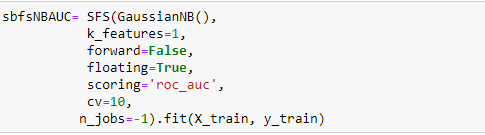 sbfsNBAUC= SFS(GaussianNB(),
k_features=1,
forward=False,
floating=True,
scoring='roc_auc',
cv=10,
n_jobs=-1).fit(X_train, y_train)